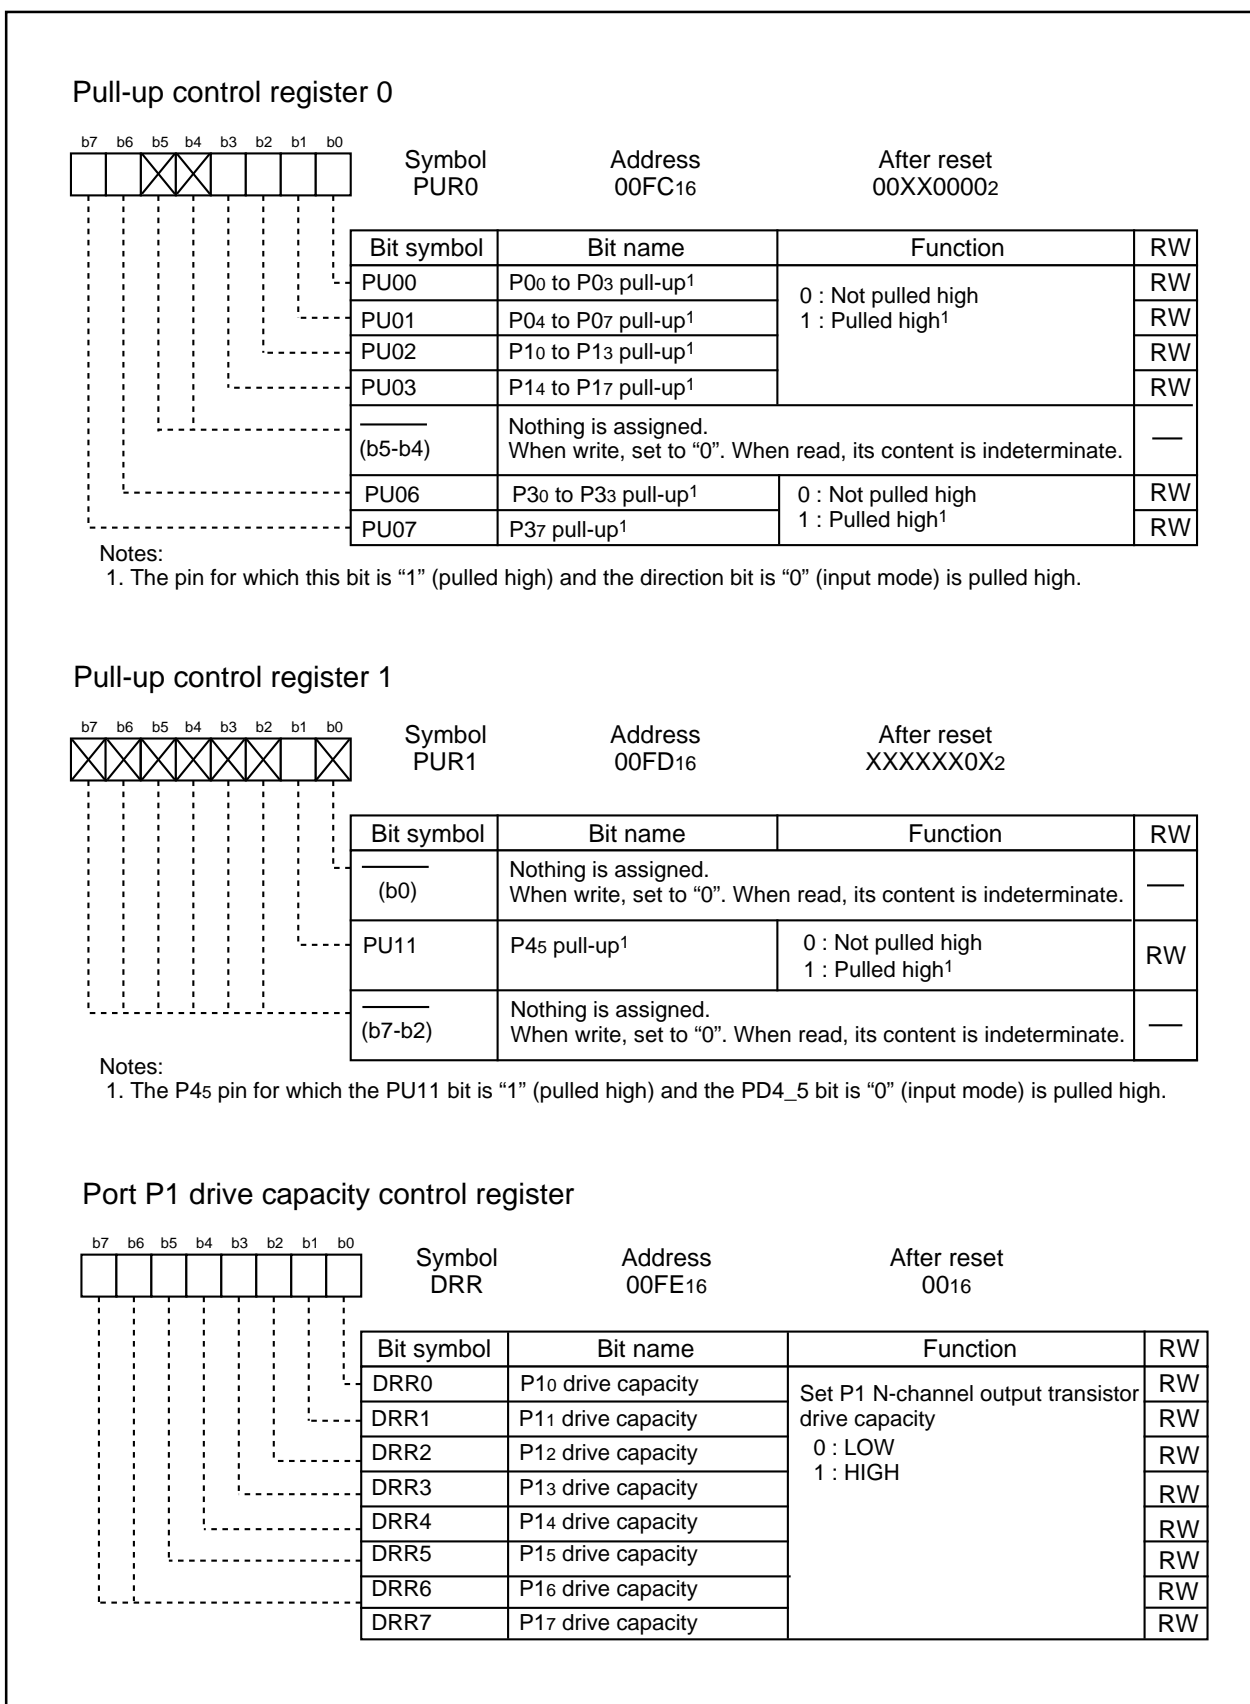 Pull-up control register 0
b7 b6 b5 b4 b3 b2 b1 b0
Symbol Address After reset
PUR0 00FC16 00XX00002
Bit symbol Bit name Function RW
PU00 P00 to P03 pull-up1 RW
0 : Not pulled high
PU01 P04 to P07 pull-up1 1 : Pulled high1 RW
PU02 P10 to P13 pull-up1 RW
PU03 P14 to P17 pull-up1 RW
Nothing is assigned.
(b5-b4) When write, set to “0”. When read, its content is indeterminate. —
PU06 P30 to P33 pull-up1 0 : Not pulled high RW
PU07 P37 pull-up1 1 : Pulled high1 RW
Notes:
1. The pin for which this bit is “1” (pulled high) and the direction bit is “0” (input mode) is pulled high.
Pull-up control register 1
b7 b6 b5 b4 b3 b2 b1 b0
Symbol Address After reset
PUR1 00FD16 XXXXXX0X2
Bit symbol Bit name Function RW
Nothing is assigned.
(b0) When write, set to “0”. When read, its content is indeterminate. —
PU11 P45 pull-up1 0 : Not pulled high RW
1 : Pulled high1
Nothing is assigned.
(b7-b2) When write, set to “0”. When read, its content is indeterminate. —
Notes:
1. The P45 pin for which the PU11 bit is “1” (pulled high) and the PD4_5 bit is “0” (input mode) is pulled high.
Port P1 drive capacity control register
b7 b6 b5 b4 b3 b2 b1 b0
Symbol Address After reset
DRR 00FE16 0016
Bit symbol Bit name Function RW
DRR0 P10 drive capacity Set P1 N-channel output transistor RW
DRR1 P11 drive capacity drive capacity RW
DRR2 P12 drive capacity 0 : LOW RW
DRR3 P13 drive capacity 1 : HIGH RW
DRR4 P14 drive capacity RW
DRR5 P15 drive capacity RW
DRR6 P16 drive capacity RW
DRR7 P17 drive capacity RW